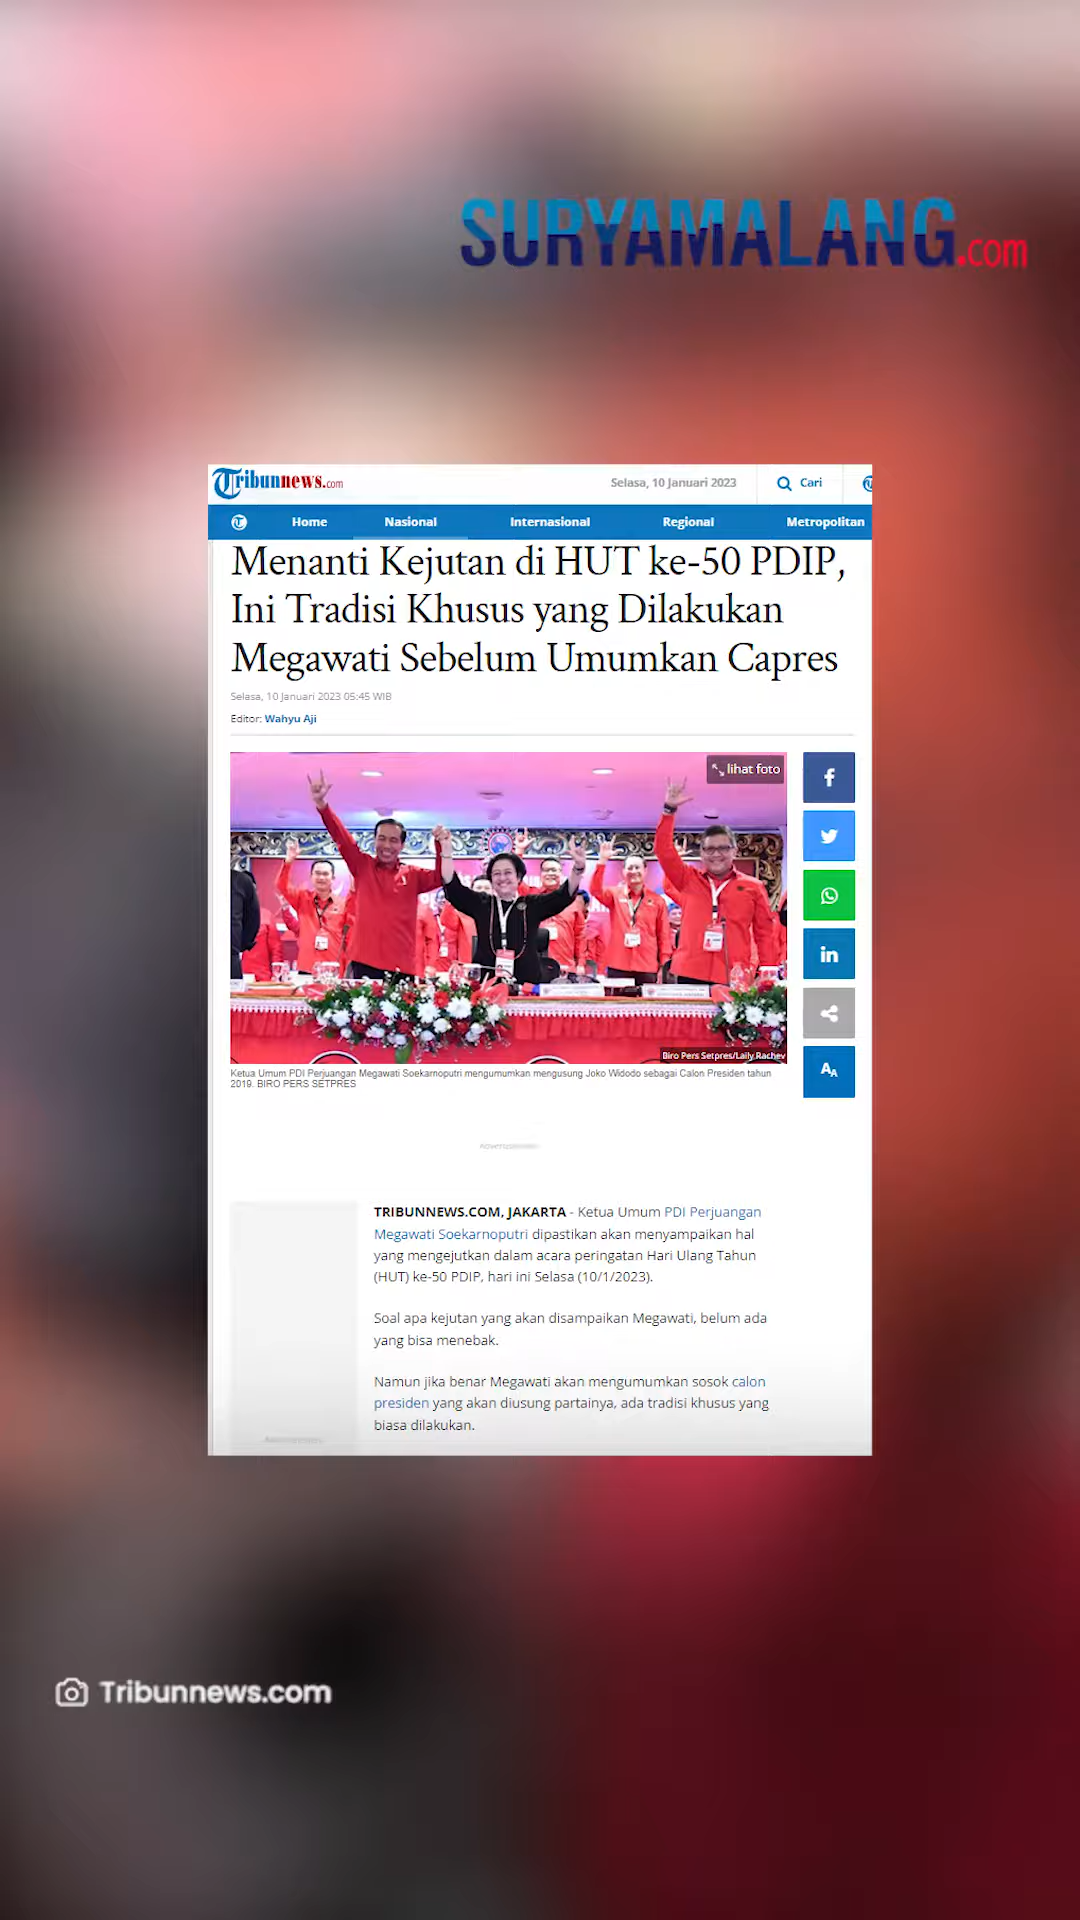 SURYAMALANG.com
Tribunnews.com
Selasa, 10 Januari 2023
Cari
Home
Nasional
Internasional
Regional
Metropolitan
Menanti Kejutan di HUT ke-50 PDIP,
Ini Tradisi Khusus yang Dilakukan
Megawati Sebelum Umumkan Capres
Selasa, 10 Januari 2023 05:45 WIB
Editor: Wahyu Aji
lihat foto
Biro Pers Setpres/Laily Rachev
Ketua Umum PDI Perjuangan Megawati Soekarnoputri mengumumkan mengusung Joko Widodo sebagai Calon Presiden tahun
2019. BIRO PERS SETPRES
TRIBUNNEWS.COM, JAKARTA - Ketua Umum PDI Perjuangan
Megawati Soekarnoputri dipastikan akan menyampaikan hal
yang mengejutkan dalam acara peringatan Hari Ulang Tahun
(HUT) ke-50 PDIP, hari ini Selasa (10/1/2023).
Soal apa kejutan yang akan disampaikan Megawati, belum ada
yang bisa menebak.
Namun jika benar Megawati akan mengumumkan sosok calon
presiden yang akan diusung partainya, ada tradisi khusus yang
biasa dilakukan.
Tribunnews.com